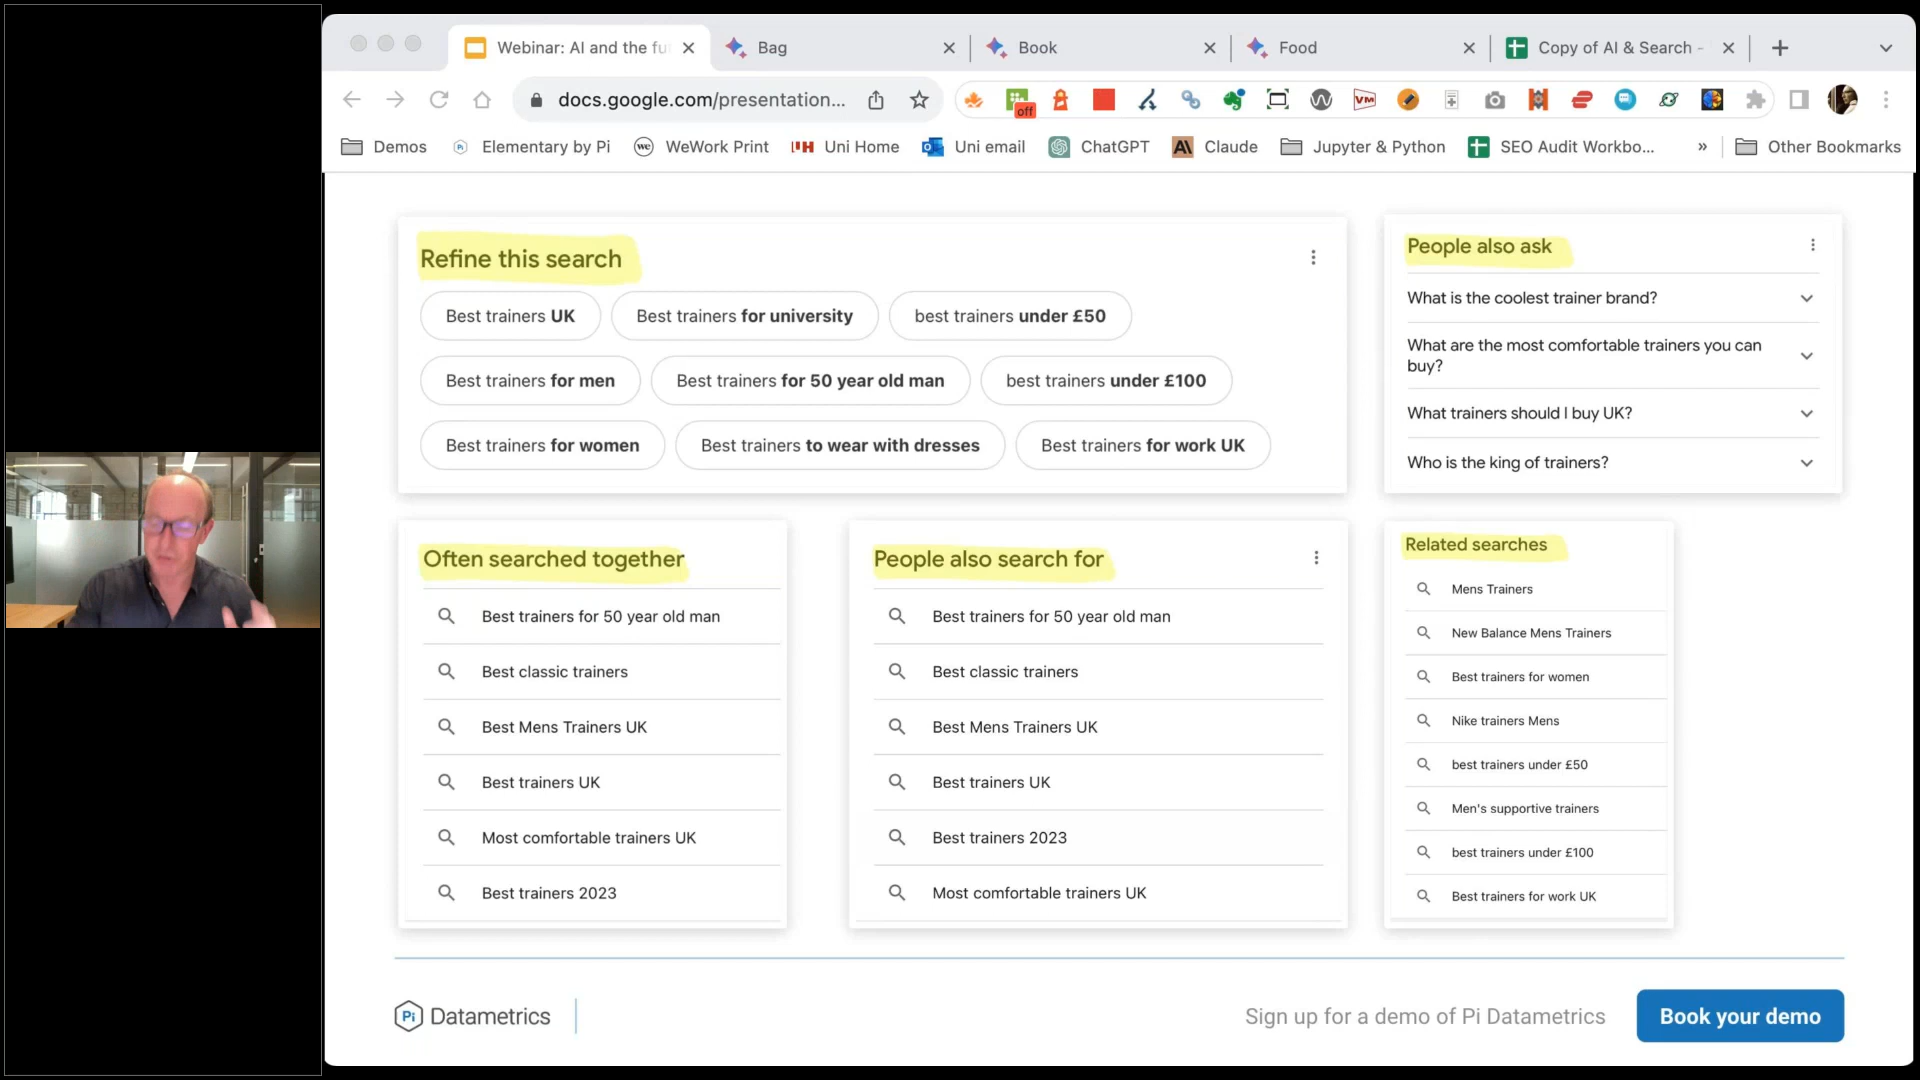 Webinar: AI and the fu
Bag
Book
Food
Copy of AI & Search -
docs.google.com/presentation...
off
VM
Demos
Pi
Elementary by Pi
we
WeWork Print
Uni Home
Uni email
ChatGPT
Claude
Jupyter & Python
SEO Audit Workbo...
»
Other Bookmarks
Refine this search
Best trainers UK
Best trainers for university
best trainers under £50
Best trainers for men
Best trainers for 50 year old man
best trainers under £100
Best trainers for women
Best trainers to wear with dresses
Best trainers for work UK
People also ask
What is the coolest trainer brand?
What are the most comfortable trainers you can
buy?
What trainers should I buy UK?
Who is the king of trainers?
Often searched together
Best trainers for 50 year old man
Best classic trainers
Best Mens Trainers UK
Best trainers UK
Most comfortable trainers UK
Best trainers 2023
People also search for
Best trainers for 50 year old man
Best classic trainers
Best Mens Trainers UK
Best trainers UK
Best trainers 2023
Most comfortable trainers UK
Related searches
Mens Trainers
New Balance Mens Trainers
Best trainers for women
Nike trainers Mens
best trainers under £50
Men's supportive trainers
best trainers under £100
Best trainers for work UK
Pi Datametrics
Sign up for a demo of Pi Datametrics
Book your demo